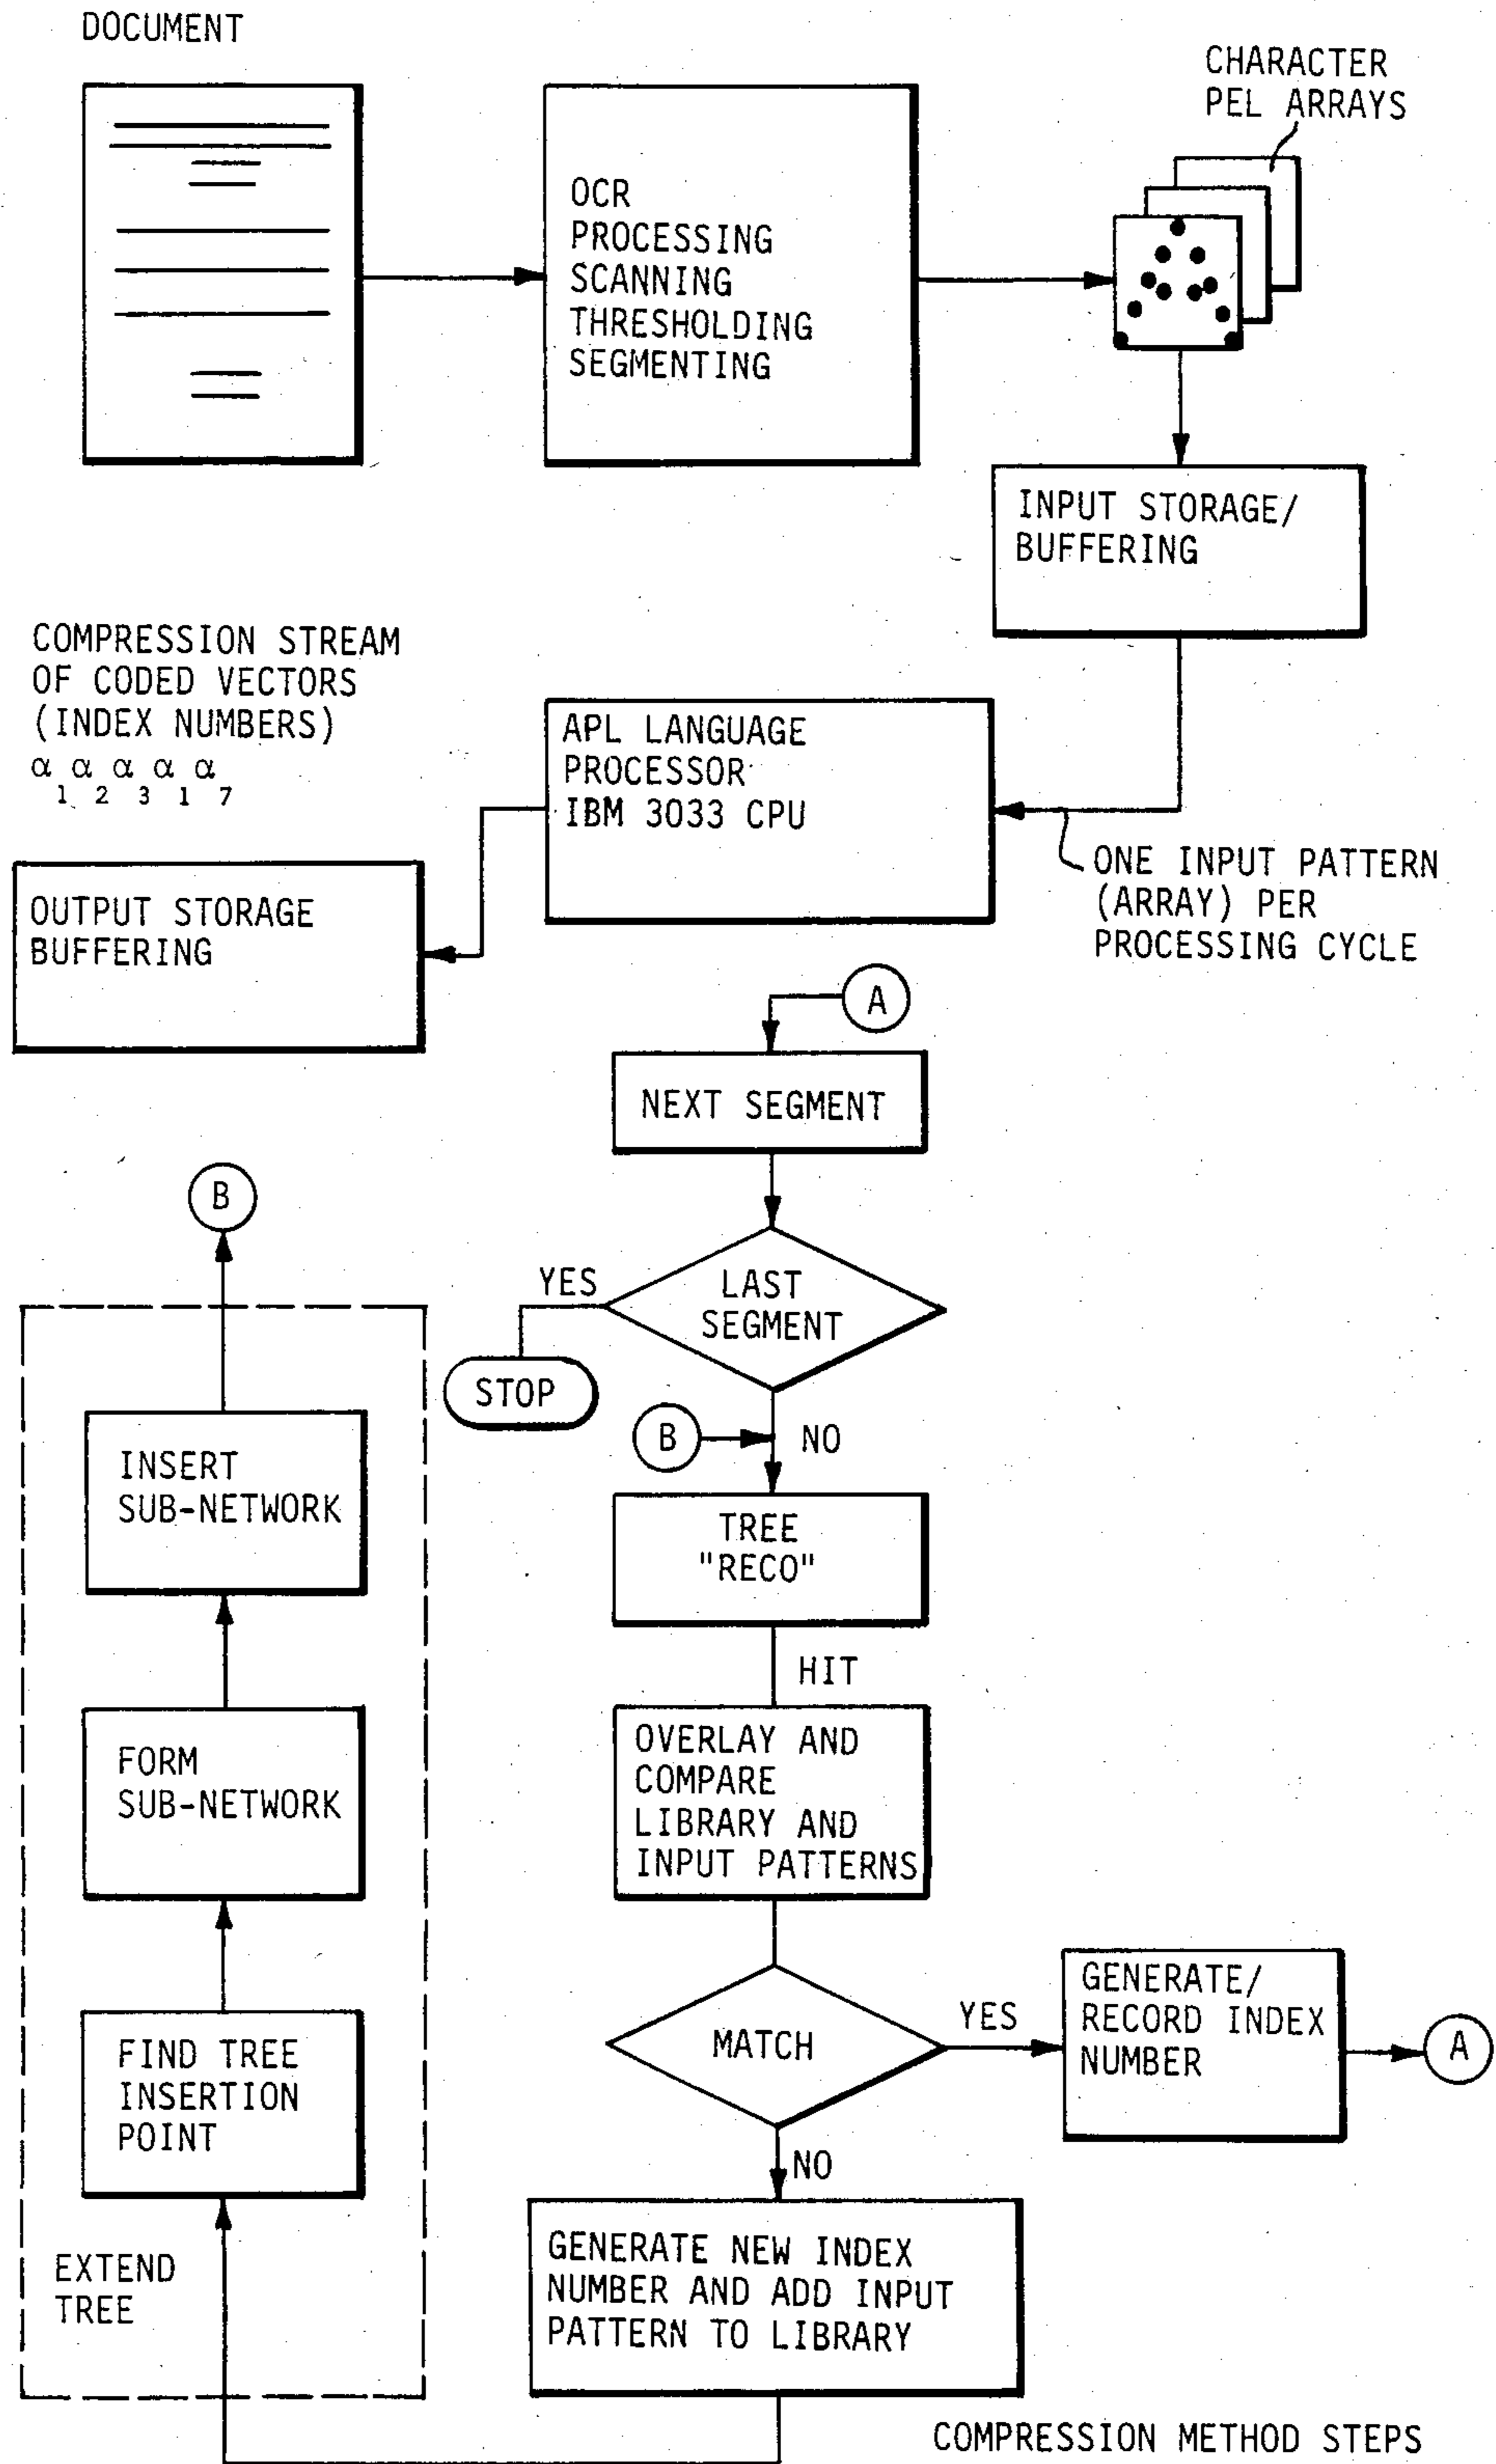 DOCUMENT
CHARACTER
PEL ARRAYS
OCR
PROCESSING
SCANNING
THRESHOLDING
SEGMENTING
INPUT STORAGE/
BUFFERING
COMPRESSION STREAM
OF CODED VECTORS
(INDEX NUMBERS)
α α α α α
1 2 3 1 7
APL LANGUAGE
PROCESSOR
IBM 3033 CPU
ONE INPUT PATTERN
(ARRAY) PER
PROCESSING CYCLE
OUTPUT STORAGE
BUFFERING
A
NEXT SEGMENT
B
YES
LAST
SEGMENT
STOP
B
NO
TREE
"RECO"
HIT
INSERT
SUB-NETWORK
OVERLAY AND
COMPARE
LIBRARY AND
INPUT PATTERNS
FORM
SUB-NETWORK
MATCH
YES
GENERATE/
RECORD INDEX
NUMBER
A
FIND TREE
INSERTION
POINT
NO
GENERATE NEW INDEX
NUMBER AND ADD INPUT
PATTERN TO LIBRARY
EXTEND
TREE
COMPRESSION METHOD STEPS